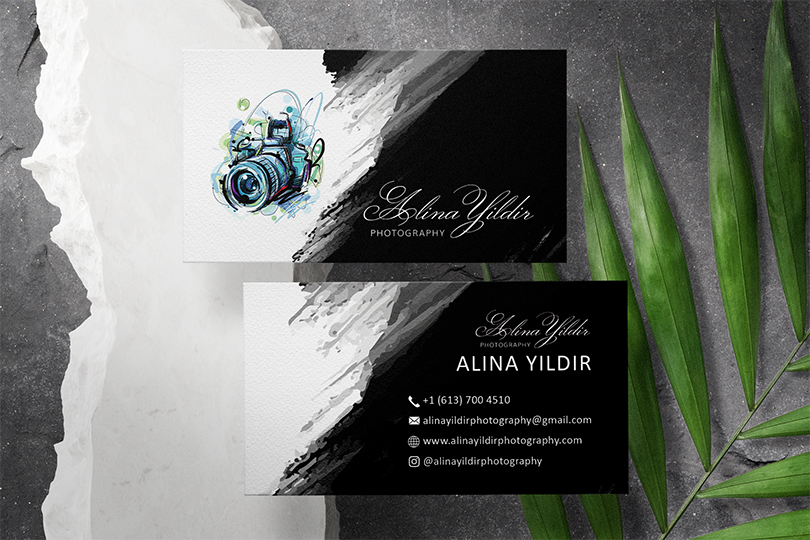 Alina Yildir
PHOTOGRAPHY
Alina Yildir
PHOTOGRAPHY
ALINA YILDIR
+1 (613) 700 4510
alinayildirphotography@gmail.com
www.alinayildirphotography.com
@alinayildirphotography